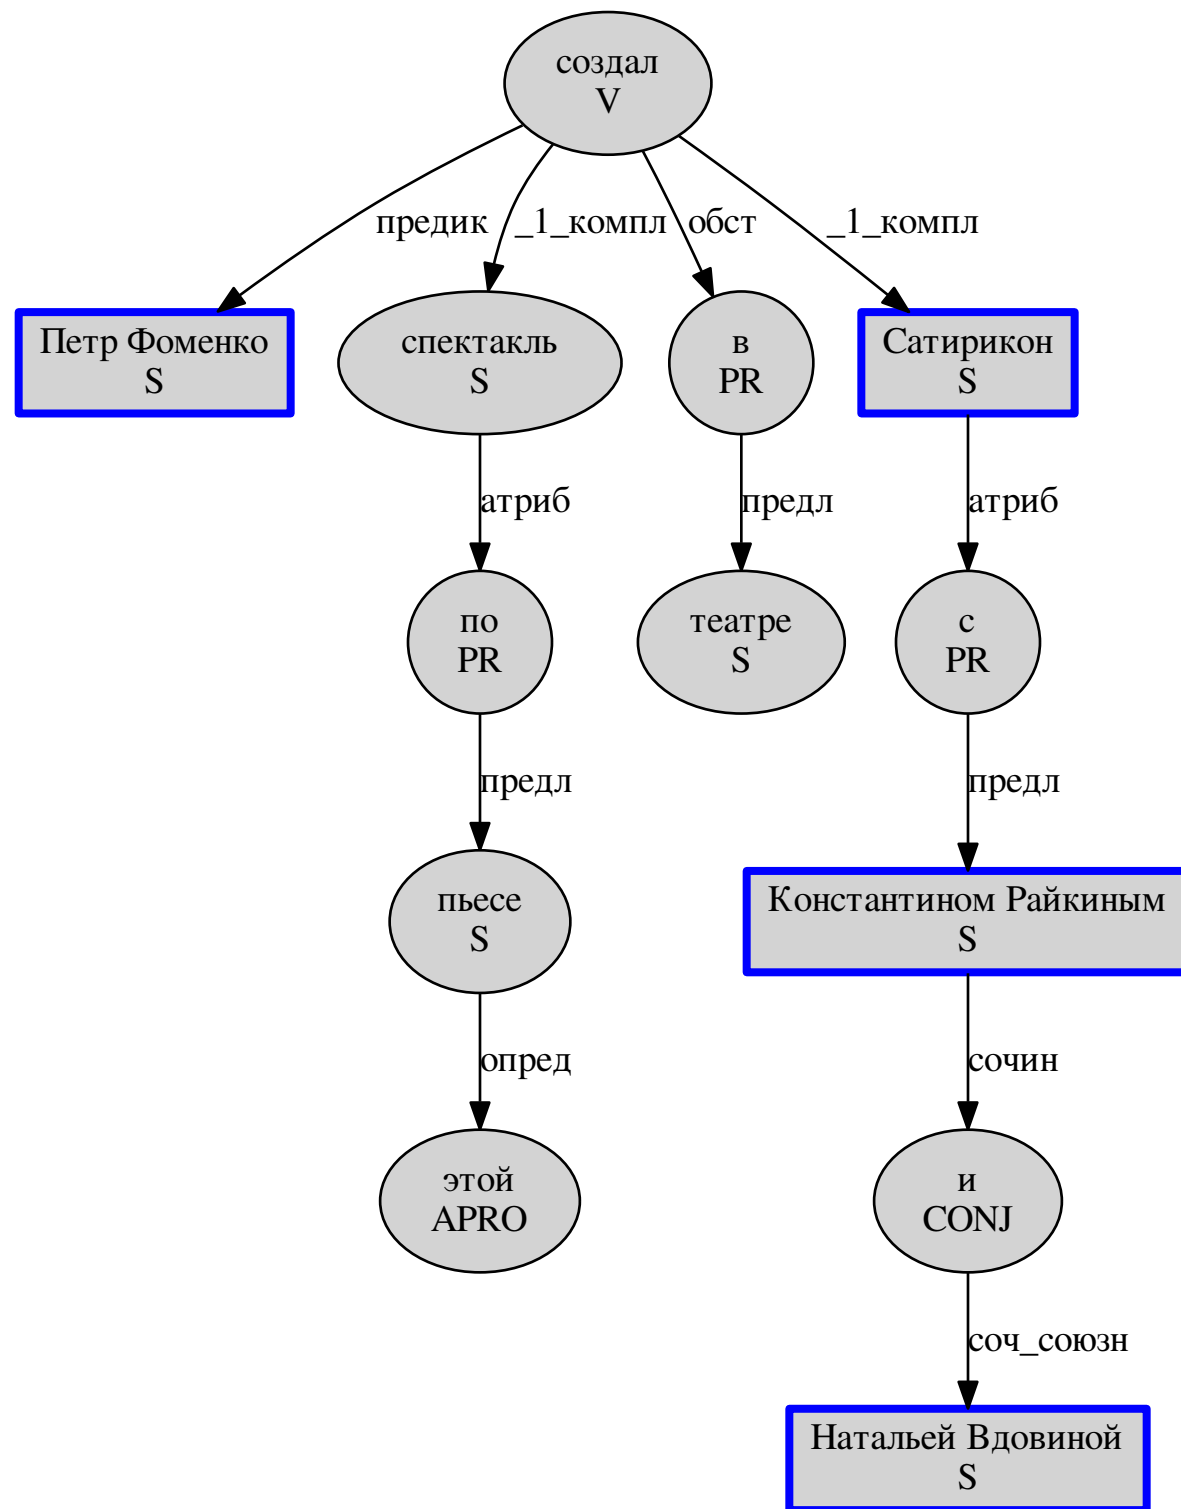 создал
V
предик
_1_компл
обст
_1_компл
Петр Фоменко
S
спектакль
S
в
PR
Сатирикон
S
атриб
предл
атриб
по
PR
театре
S
с
PR
предл
предл
пьесе
S
Константином Райкиным
S
опред
сочин
этой
APRO
и
CONJ
соч_союзн
Натальей Вдовиной
S